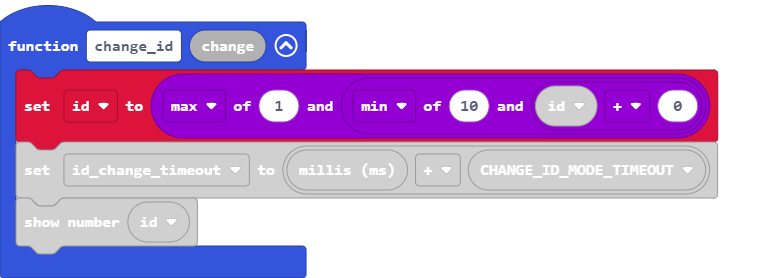 function change_id change
set id to max of 1 and min of 10 and id + 0
set id_change_timeout to millis (ms) + CHANGE_ID_MODE_TIMEOUT
show number id